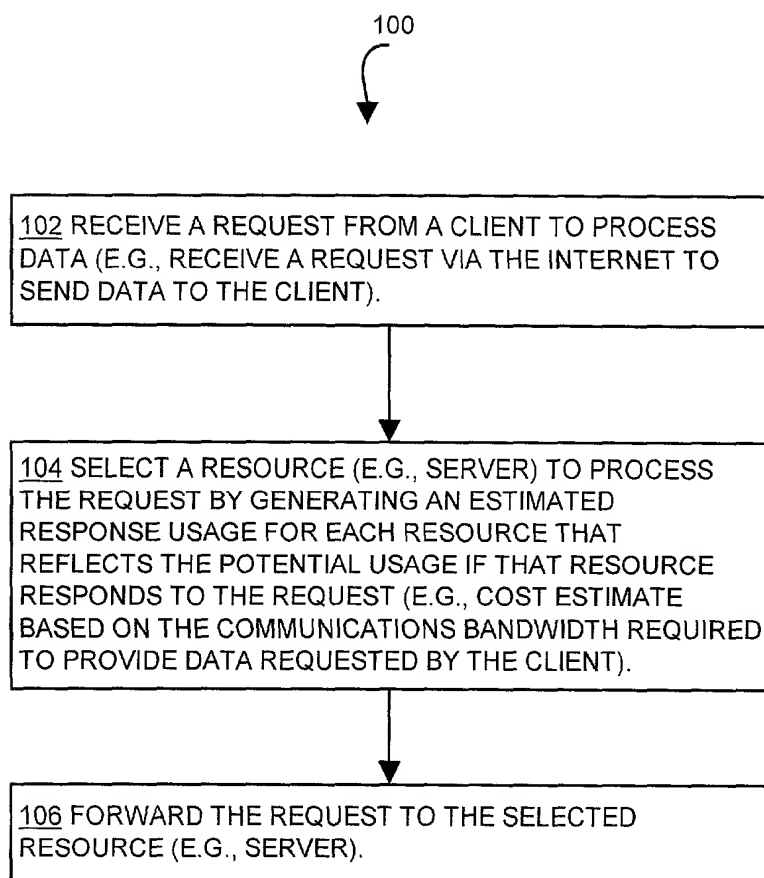 100
102 RECEIVE A REQUEST FROM A CLIENT TO PROCESS
DATA (E.G., RECEIVE A REQUEST VIA THE INTERNET TO
SEND DATA TO THE CLIENT).
104 SELECT A RESOURCE (E.G., SERVER) TO PROCESS
THE REQUEST BY GENERATING AN ESTIMATED
RESPONSE USAGE FOR EACH RESOURCE THAT
REFLECTS THE POTENTIAL USAGE IF THAT RESOURCE
RESPONDS TO THE REQUEST (E.G., COST ESTIMATE
BASED ON THE COMMUNICATIONS BANDWIDTH REQUIRED
TO PROVIDE DATA REQUESTED BY THE CLIENT).
106 FORWARD THE REQUEST TO THE SELECTED
RESOURCE (E.G., SERVER).